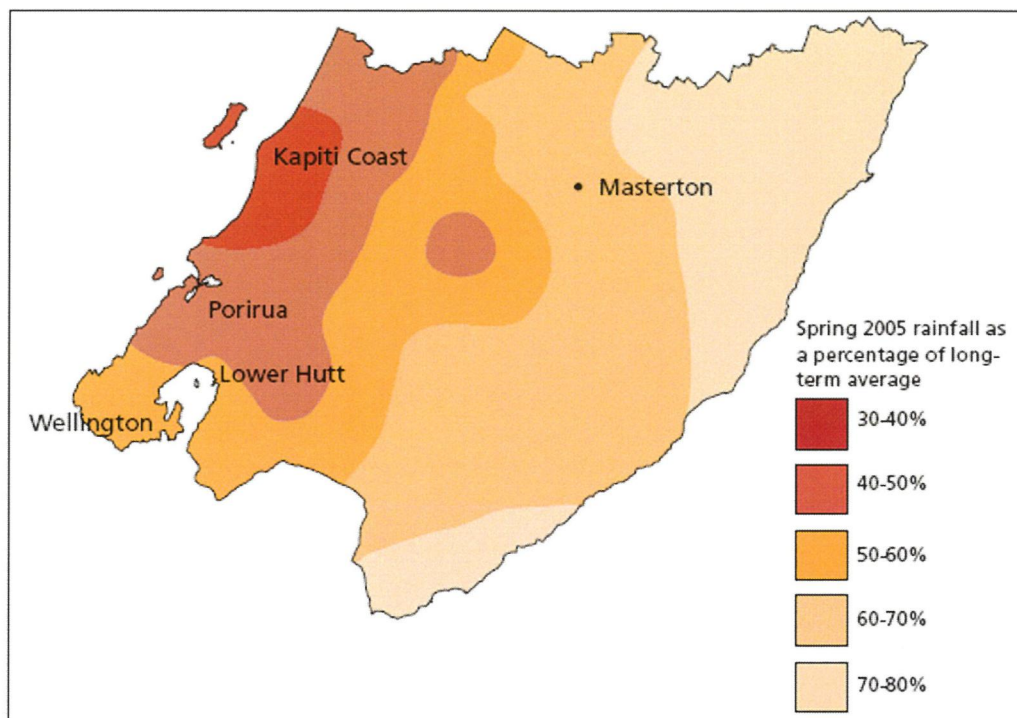 Kapiti Coast
Masterton
Porirua
Lower Hutt
Wellington
Spring 2005 rainfall as
a percentage of long-
term average
30-40%
40-50%
50-60%
60-70%
70-80%